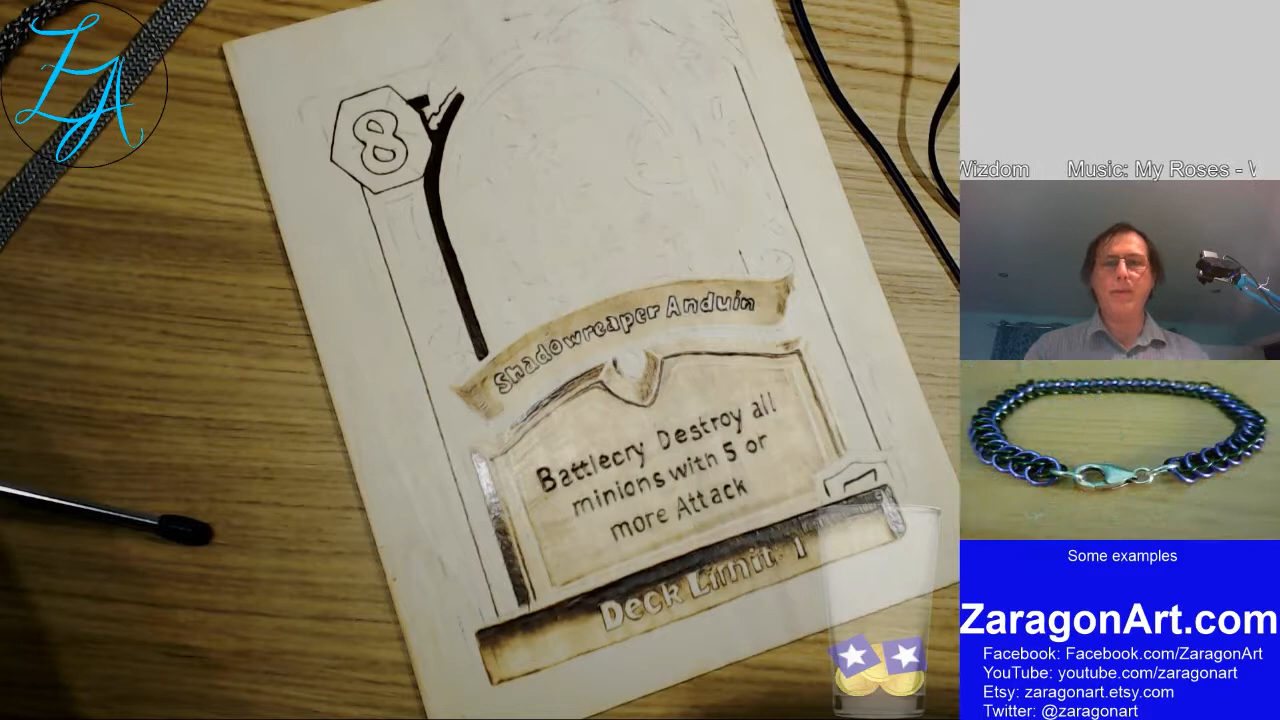 ZA
8
Shadowreaper Anduin
Battlecry Destroy all
minions with 5 or
more Attack
Deck Limit 1
Wizdom Music: My Roses -
Some examples
ZaragonArt.com
Facebook: Facebook.com/ZaragonArt
YouTube: youtube.com/zaragonart
Etsy: zaragonart.etsy.com
Twitter: @zaragonart